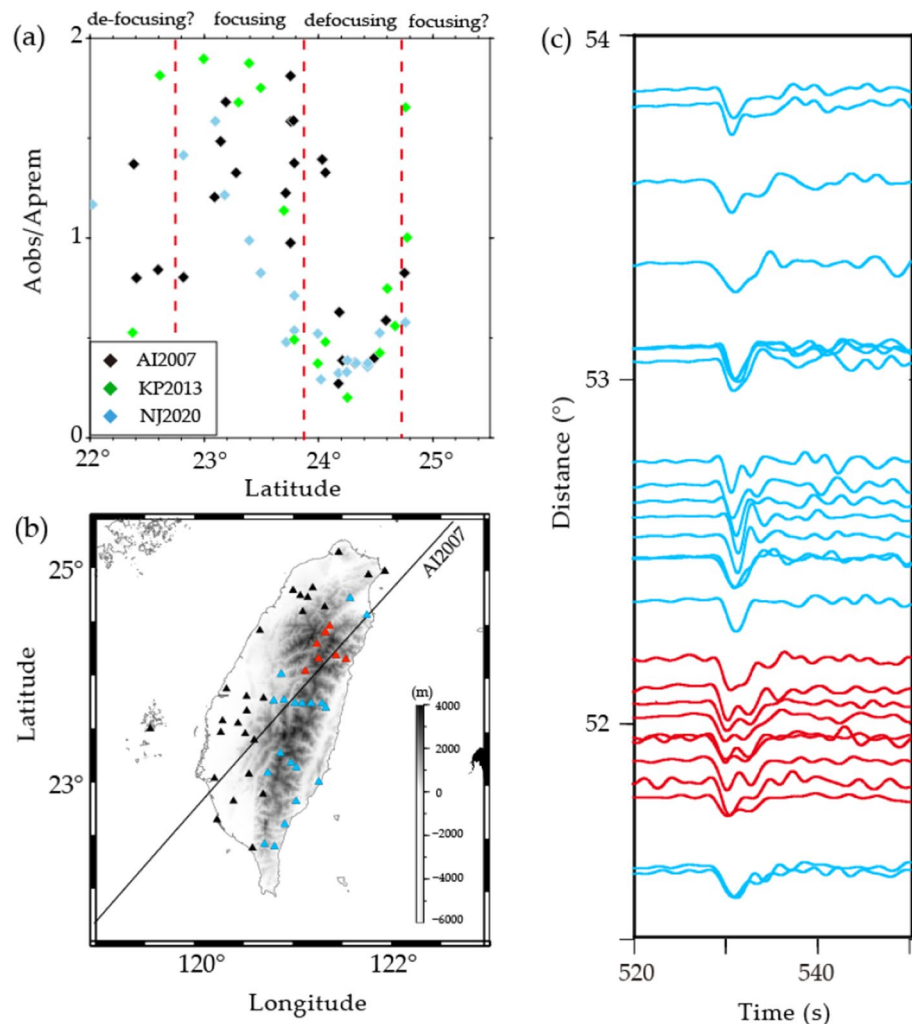 de-focusing? focusing defocusing focusing?
(a)
2
1
0
Aobs/Aprem
AI2007
KP2013
NJ2020
22° 23° 24° 25°
Latitude
(b)
AI2007
25°
23°
Latitude
(m)
4000
2000
0
−2000
−4000
−6000
120° 122°
Longitude
(c)
54
53
52
Distance (°)
520 540
Time (s)